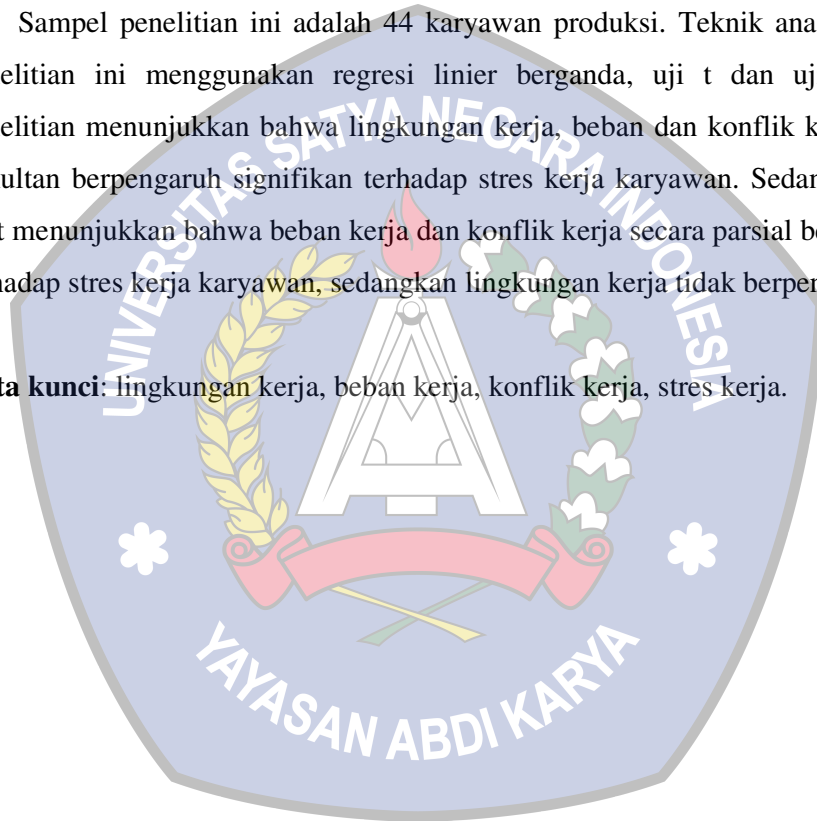 Sampel penelitian ini adalah 44 karyawan produksi. Teknik ana
elitian ini menggunakan regresi linier berganda, uji t dan uj
elitian menunjukkan bahwa lingkungan kerja, beban dan konflik k
ultan berpengaruh signifikan terhadap stres kerja karyawan. Sedan
t menunjukkan bahwa beban kerja dan konflik kerja secara parsial be
hadap stres kerja karyawan, sedangkan lingkungan kerja tidak berpen
ta kunci: lingkungan kerja, beban kerja, konflik kerja, stres kerja.
UNIVERSITAS SATYA NEGARA INDONESIA
YAYASAN ABDI KARYA